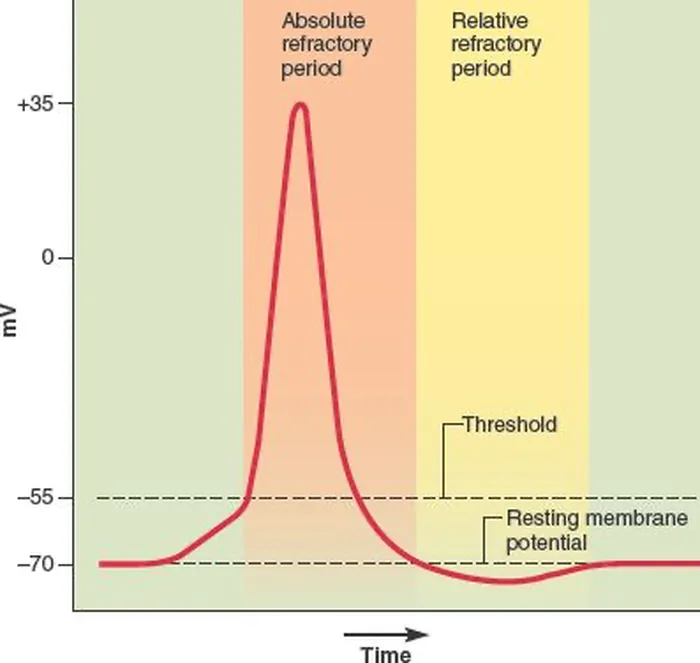 Absolute
refractory
period
Relative
refractory
period
+35
0
mV
Threshold
–55
Resting membrane
potential
–70
Time